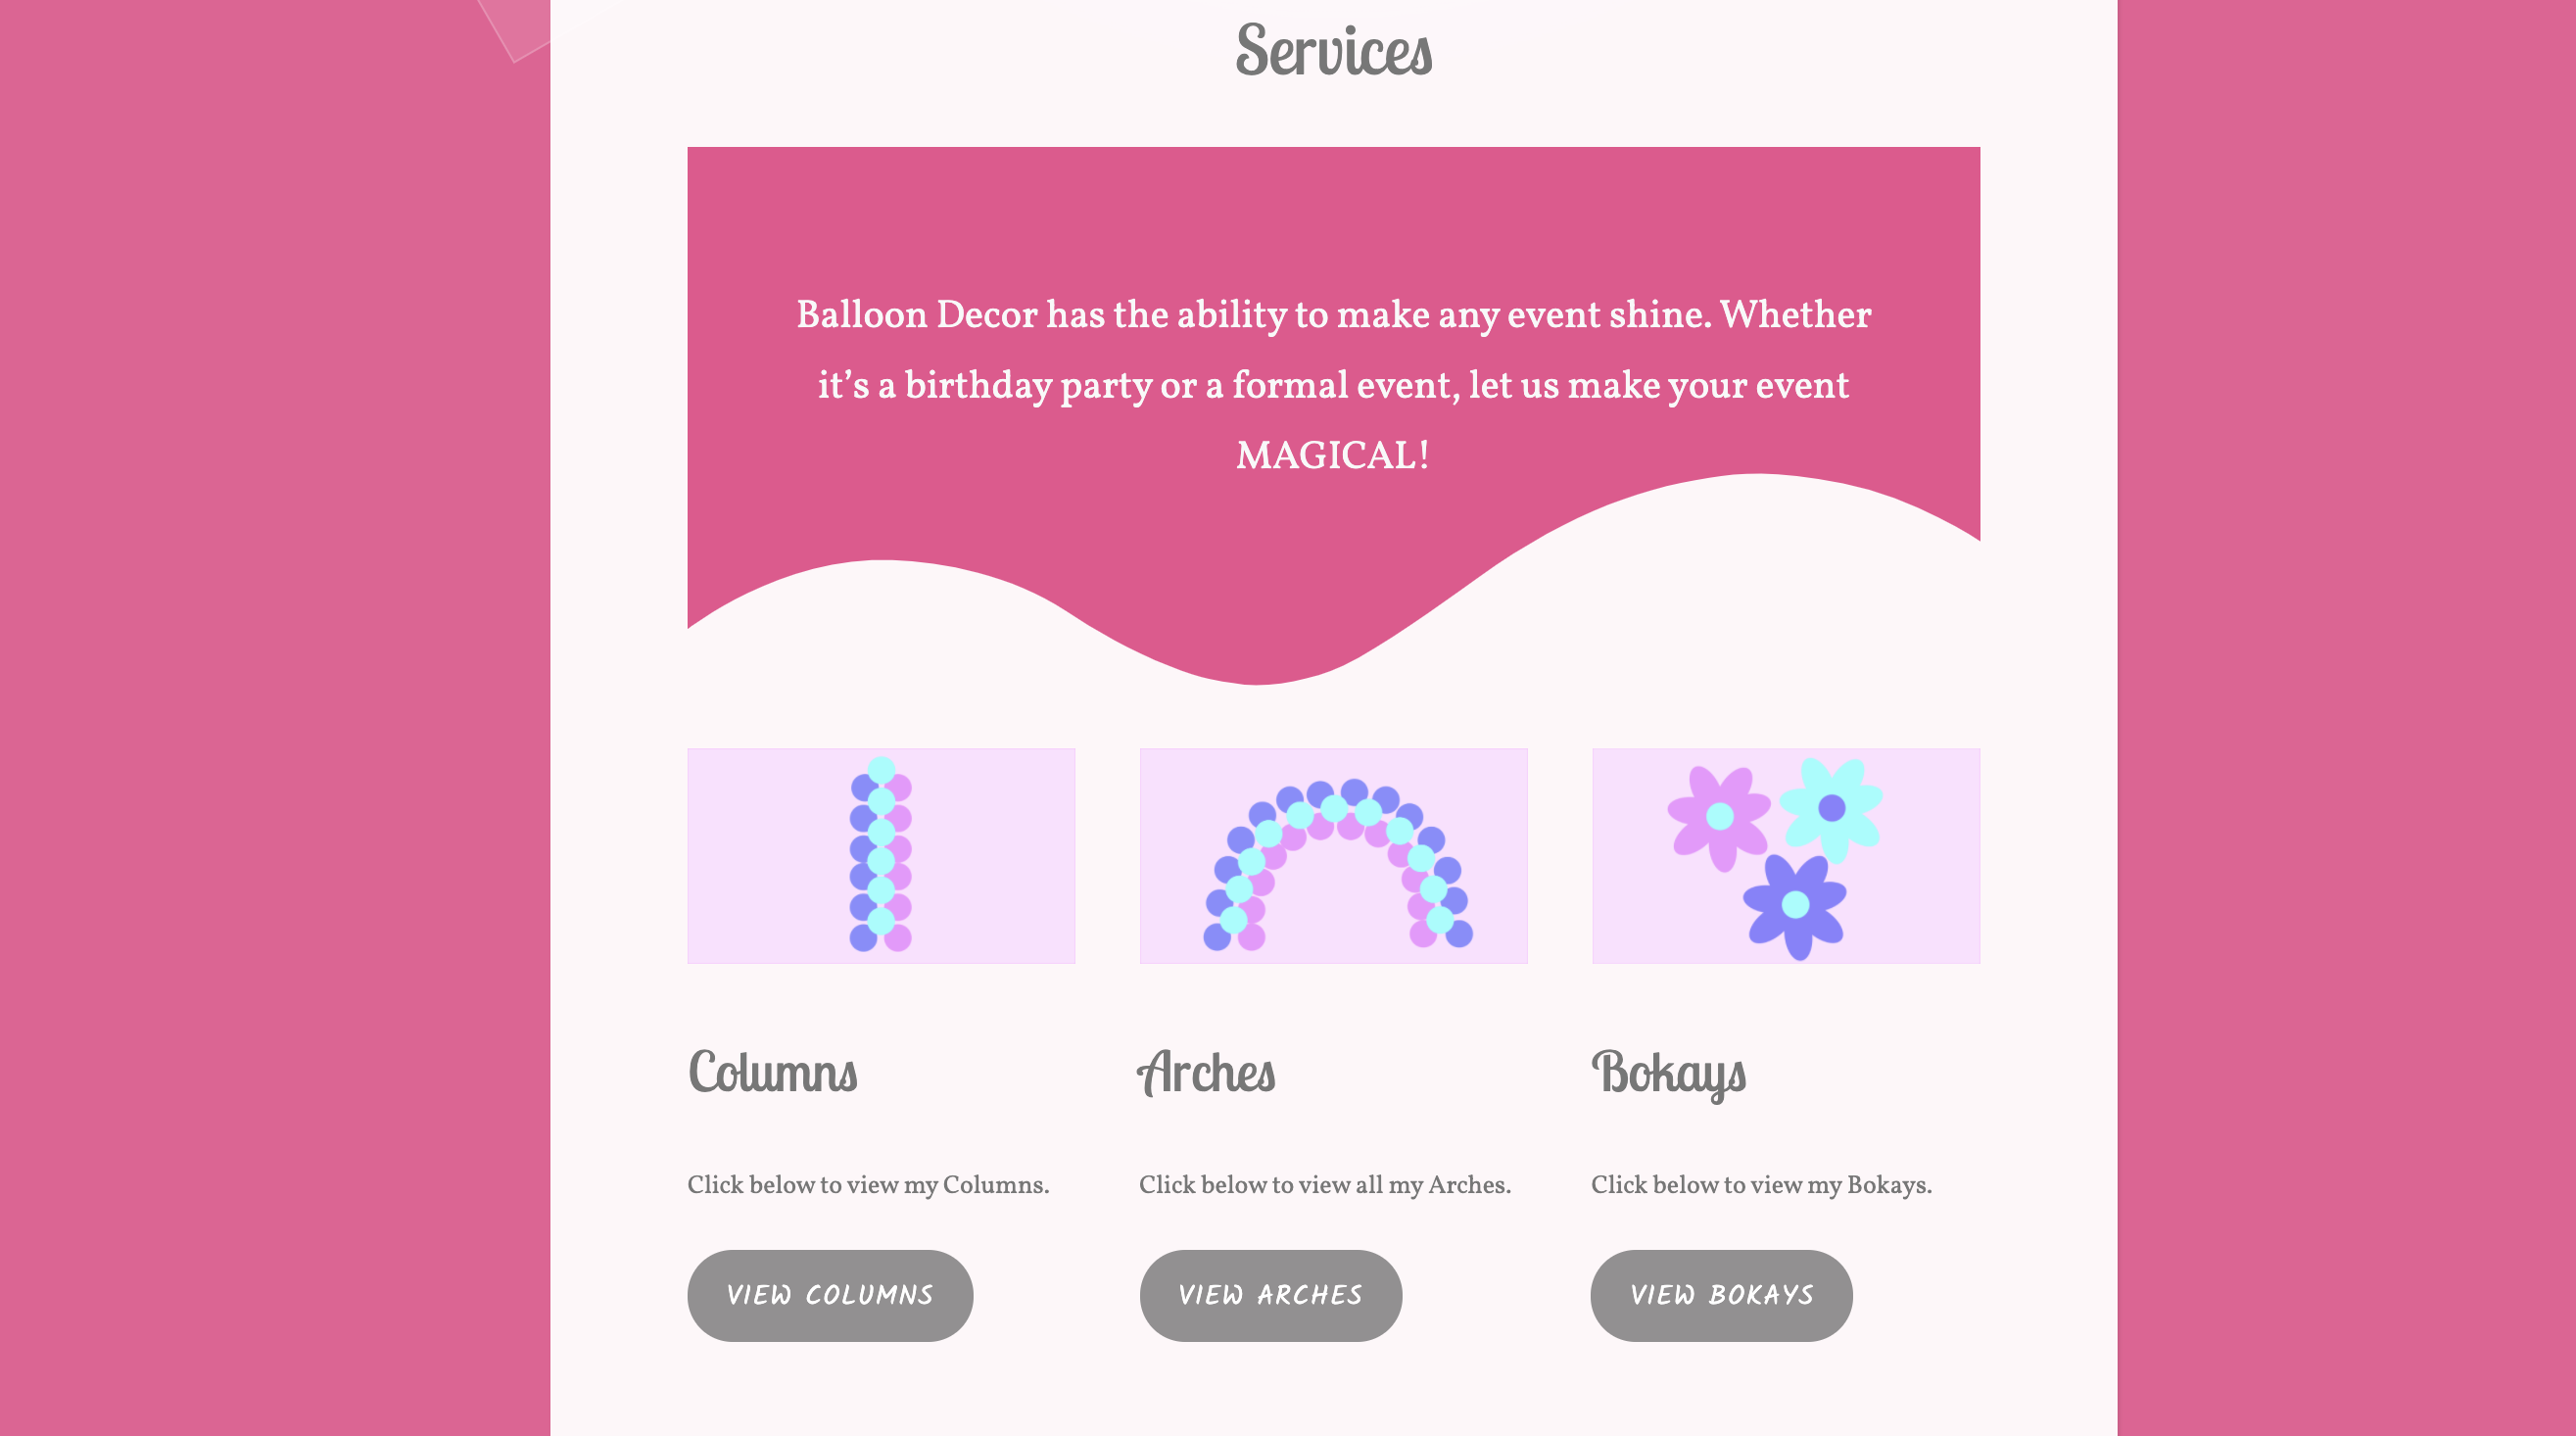 Services
Balloon Decor has the ability to make any event shine. Whether
it’s a birthday party or a formal event, let us make your event
MAGICAL!
Columns
Click below to view my Columns.
VIEW COLUMNS
Arches
Click below to view all my Arches.
VIEW ARCHES
Bokays
Click below to view my Bokays.
VIEW BOKAYS